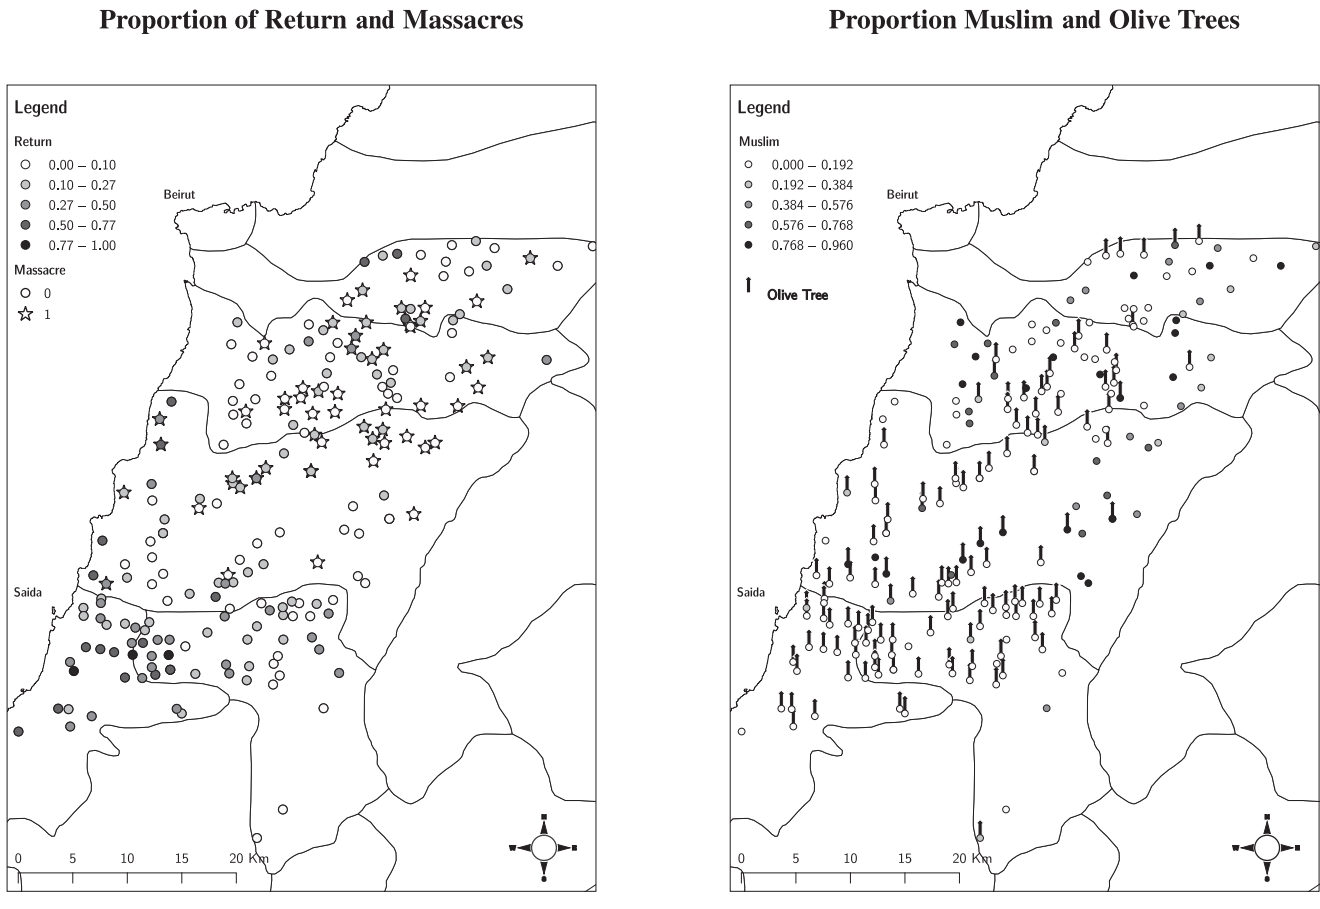 Proportion of Return and Massacres
Legend
Return
0.00 – 0.10
0.10 – 0.27
0.27 – 0.50
0.50 – 0.77
0.77 – 1.00
Massacre
0
1
Beirut
Saida
0 5 10 15 20 Km
Proportion Muslim and Olive Trees
Legend
Muslim
0.000 – 0.192
0.192 – 0.384
0.384 – 0.576
0.576 – 0.768
0.768 – 0.960
Olive Tree
Beirut
Saida
0 5 10 15 20 Km